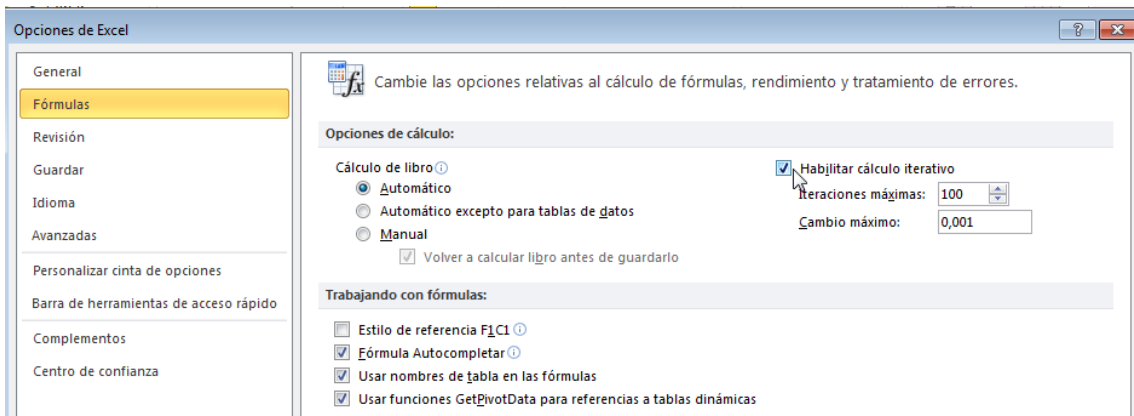 Opciones de Excel
General
Fórmulas
Revisión
Guardar
Idioma
Avanzadas
Personalizar cinta de opciones
Barra de herramientas de acceso rápido
Complementos
Centro de confianza
Cambie las opciones relativas al cálculo de fórmulas, rendimiento y tratamiento de errores.
Opciones de cálculo:
Cálculo de libro
Automático
Automático excepto para tablas de datos
Manual
Volver a calcular libro antes de guardarlo
Habilitar cálculo iterativo
Iteraciones máximas: 100
Cambio máximo: 0,001
Trabajando con fórmulas:
Estilo de referencia F1C1
Fórmula Autocompletar
Usar nombres de tabla en las fórmulas
Usar funciones GetPivotData para referencias a tablas dinámicas